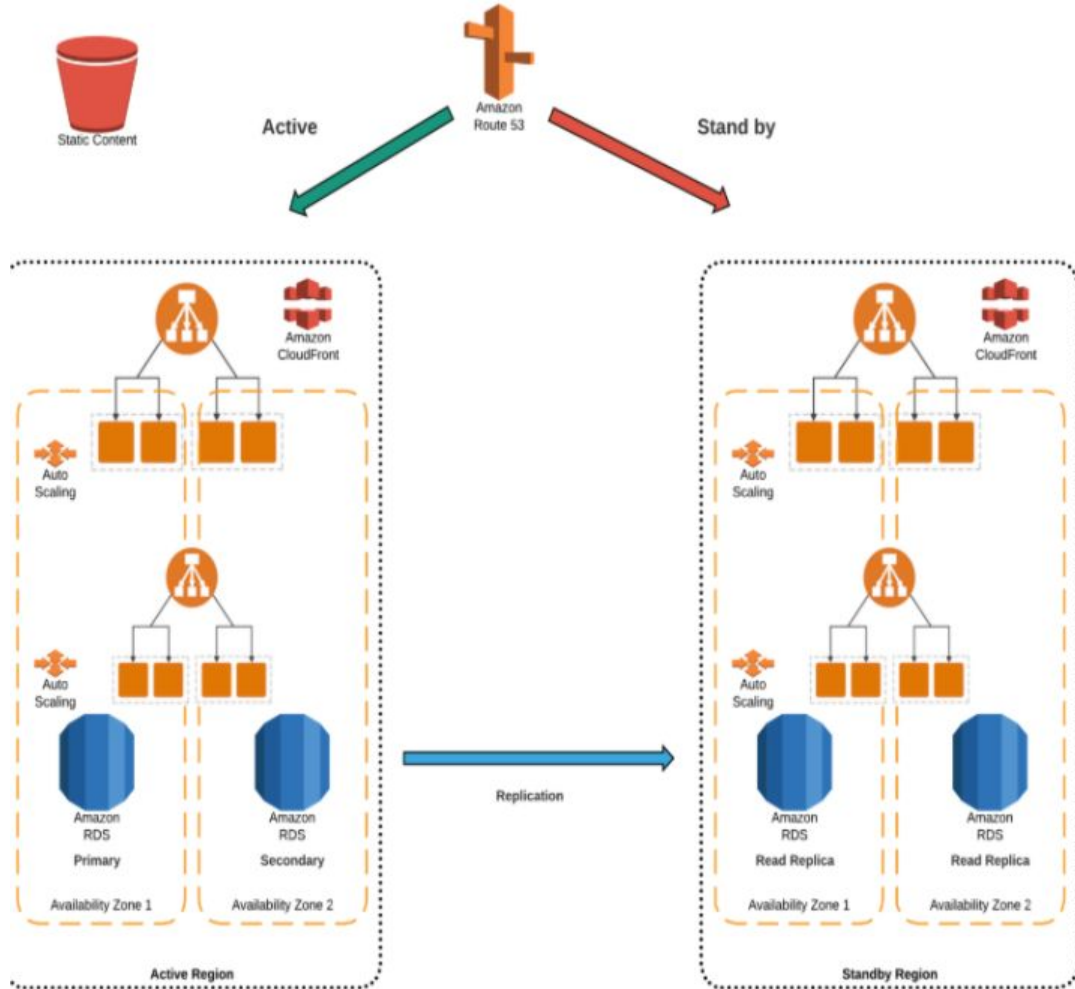 Static Content
Amazon
Route 53
Active
Stand by
Amazon
CloudFront
Auto
Scaling
Auto
Scaling
Amazon
RDS
Primary
Amazon
RDS
Secondary
Availability Zone 1
Availability Zone 2
Active Region
Replication
Amazon
CloudFront
Auto
Scaling
Auto
Scaling
Amazon
RDS
Read Replica
Amazon
RDS
Read Replica
Availability Zone 1
Availability Zone 2
Standby Region